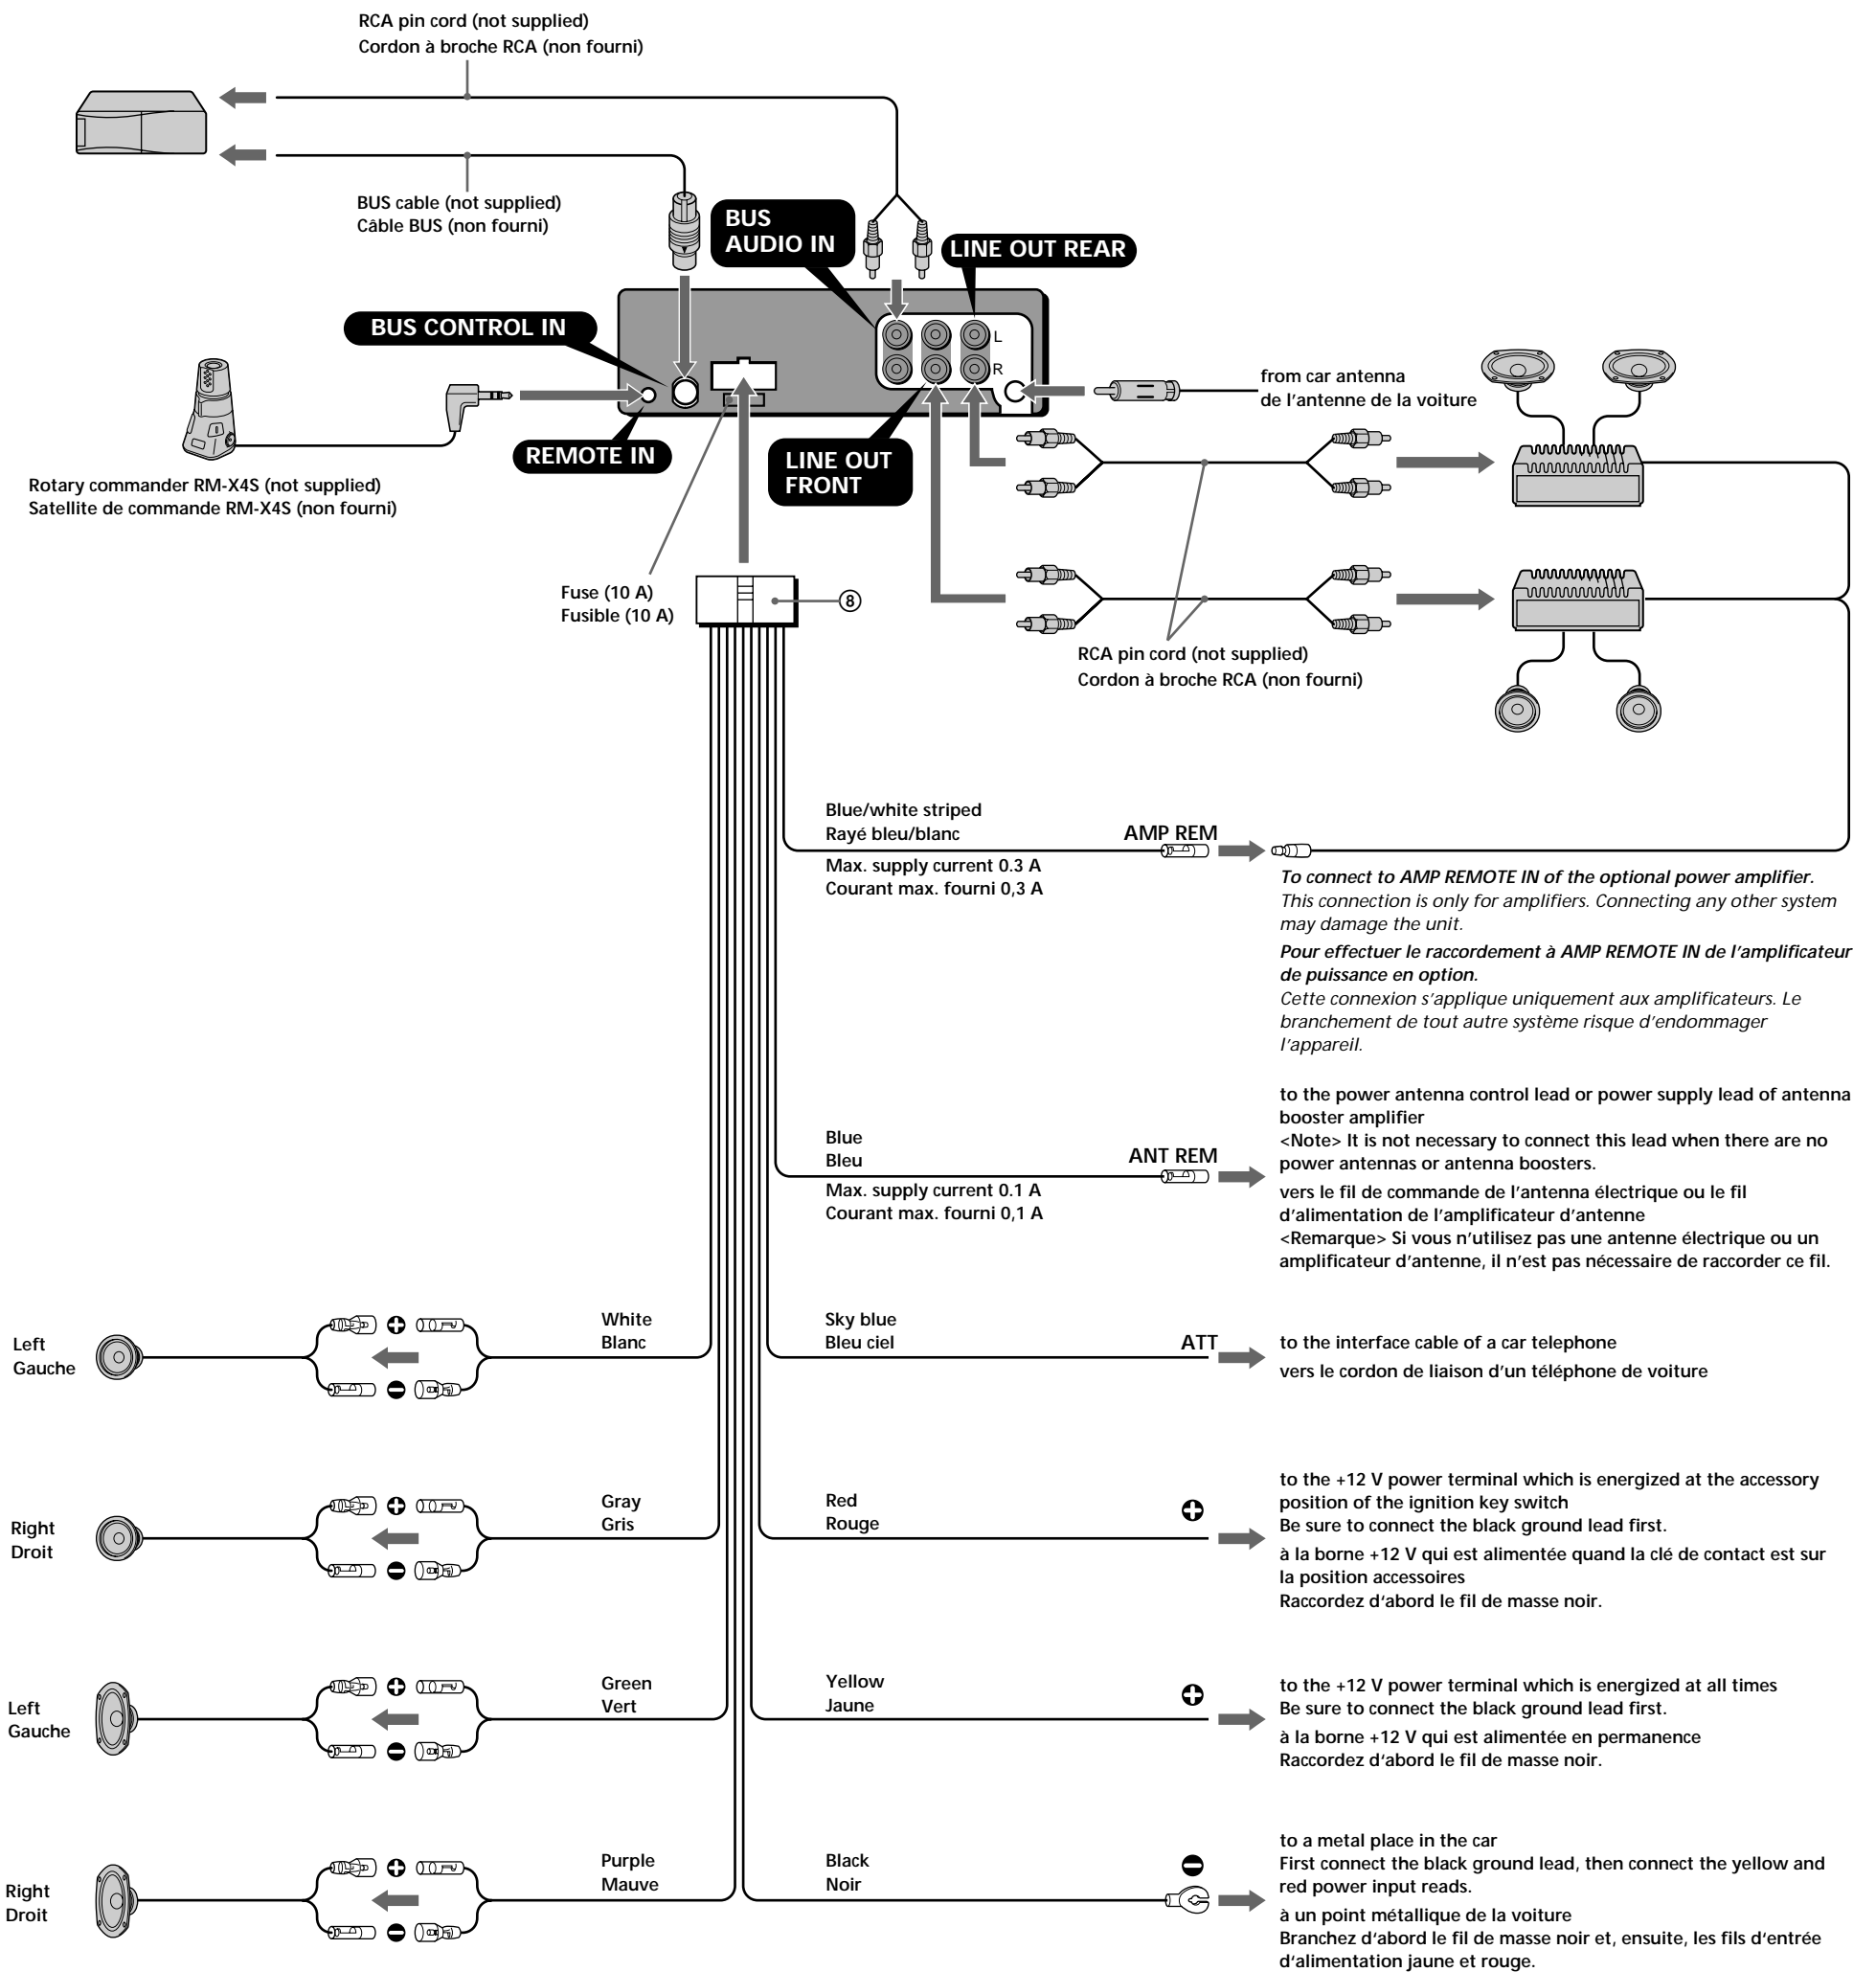 RCA pin cord (not supplied)
Cordon à broche RCA (non fourni)
BUS cable (not supplied)
Câble BUS (non fourni)
BUS
AUDIO IN
LINE OUT REAR
BUS CONTROL IN
L
R
REMOTE IN
LINE OUT
FRONT
from car antenna
de l'antenne de la voiture
Rotary commander RM-X4S (not supplied)
Satellite de commande RM-X4S (non fourni)
Fuse (10 A)
Fusible (10 A)
8
RCA pin cord (not supplied)
Cordon à broche RCA (non fourni)
Blue/white striped
Rayé bleu/blanc
AMP REM
Max. supply current 0.3 A
Courant max. fourni 0,3 A
To connect to AMP REMOTE IN of the optional power amplifier.
This connection is only for amplifiers. Connecting any other system
may damage the unit.
Pour effectuer le raccordement à AMP REMOTE IN de l'amplificateur
de puissance en option.
Cette connexion s'applique uniquement aux amplificateurs. Le
branchement de tout autre système risque d'endommager
l'appareil.
Blue
Bleu
ANT REM
Max. supply current 0.1 A
Courant max. fourni 0,1 A
to the power antenna control lead or power supply lead of antenna
booster amplifier
<Note> It is not necessary to connect this lead when there are no
power antennas or antenna boosters.
vers le fil de commande de l'antenna électrique ou le fil
d'alimentation de l'amplificateur d'antenne
<Remarque> Si vous n'utilisez pas une antenne électrique ou un
amplificateur d'antenne, il n'est pas nécessaire de raccorder ce fil.
Left
Gauche
White
Blanc
Sky blue
Bleu ciel
ATT
to the interface cable of a car telephone
vers le cordon de liaison d'un téléphone de voiture
Right
Droit
Gray
Gris
Red
Rouge
to the +12 V power terminal which is energized at the accessory
position of the ignition key switch
Be sure to connect the black ground lead first.
à la borne +12 V qui est alimentée quand la clé de contact est sur
la position accessoires
Raccordez d'abord le fil de masse noir.
Left
Gauche
Green
Vert
Yellow
Jaune
to the +12 V power terminal which is energized at all times
Be sure to connect the black ground lead first.
à la borne +12 V qui est alimentée en permanence
Raccordez d'abord le fil de masse noir.
Right
Droit
Purple
Mauve
Black
Noir
to a metal place in the car
First connect the black ground lead, then connect the yellow and
red power input reads.
à un point métallique de la voiture
Branchez d'abord le fil de masse noir et, ensuite, les fils d'entrée
d'alimentation jaune et rouge.